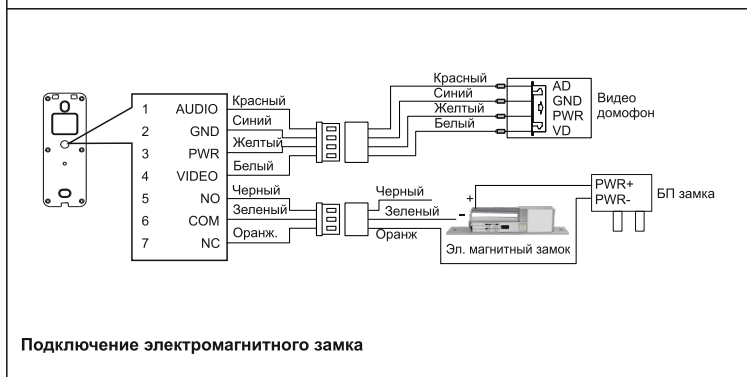 1 AUDIO Красный
2 GND Синий
3 PWR Желтый
4 VIDEO Белый
5 NO Черный
6 COM Зеленый
7 NC Оранж.
Красный AD
Синий GND
Желтый PWR
Белый VD
Видео
домофон
Черный
Зеленый
Оранж
+
-
Эл. магнитный замок
PWR+
PWR-
БП замка
Подключение электромагнитного замка